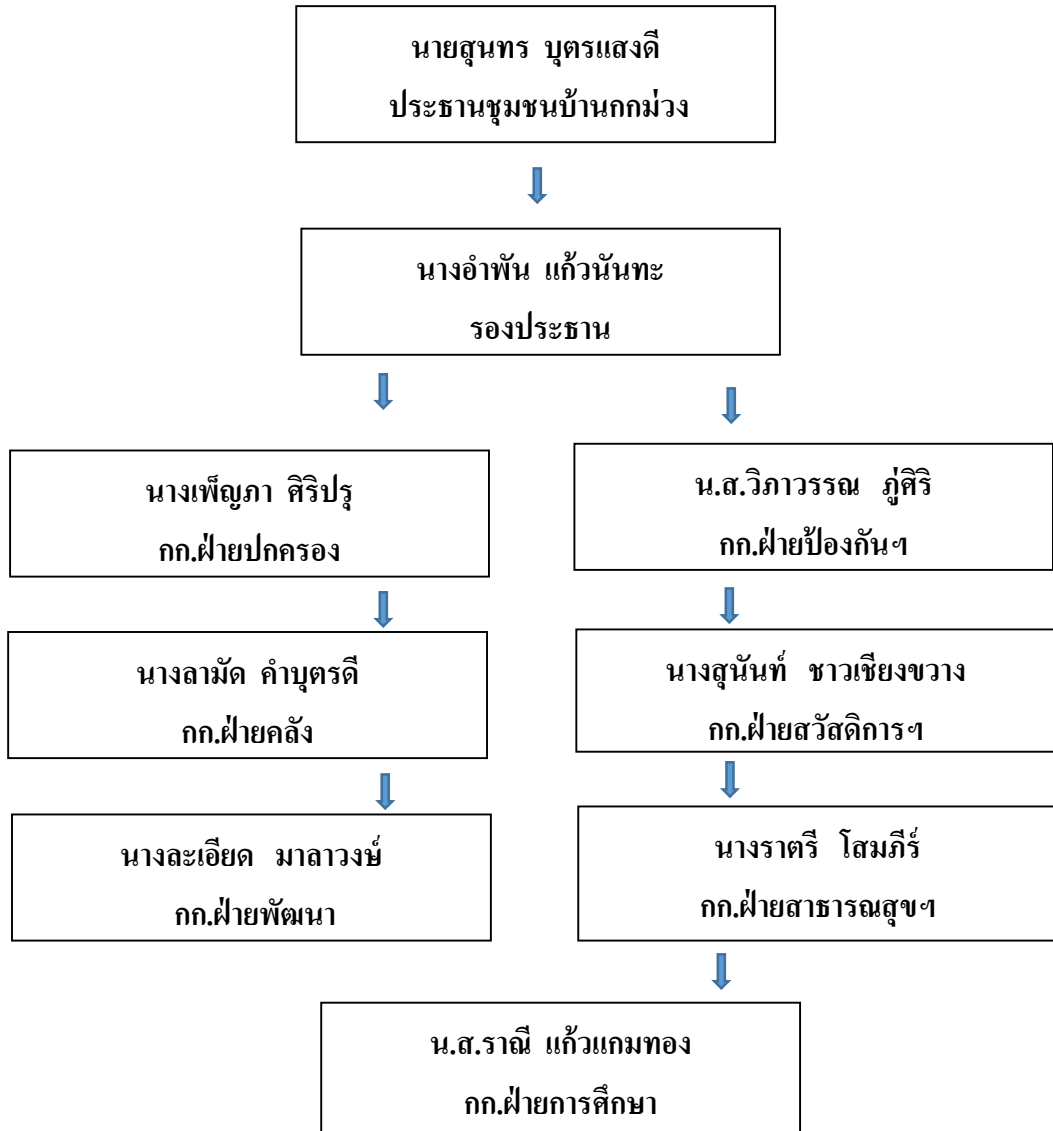 นายสุนทร บุตรแสงดี
ประธานชุมชนบ้านกกม่วง
นางอำพัน แก้วนันทะ
รองประธาน
นางเพ็ญภา ศิริปรุ
กก.ฝ่ายปกครอง
น.ส.วิภาวรรณ ภู่ศิริ
กก.ฝ่ายป้องกันฯ
นางลามัด คำบุตรดี
กก.ฝ่ายคลัง
นางสุนันท์ ชาวเชียงขวาง
กก.ฝ่ายสวัสดิการฯ
นางละเอียด มาลาวงษ์
กก.ฝ่ายพัฒนา
นางราตรี โสมภีร์
กก.ฝ่ายสาธารณสุขฯ
น.ส.ราณี แก้วแกมทอง
กก.ฝ่ายการศึกษา